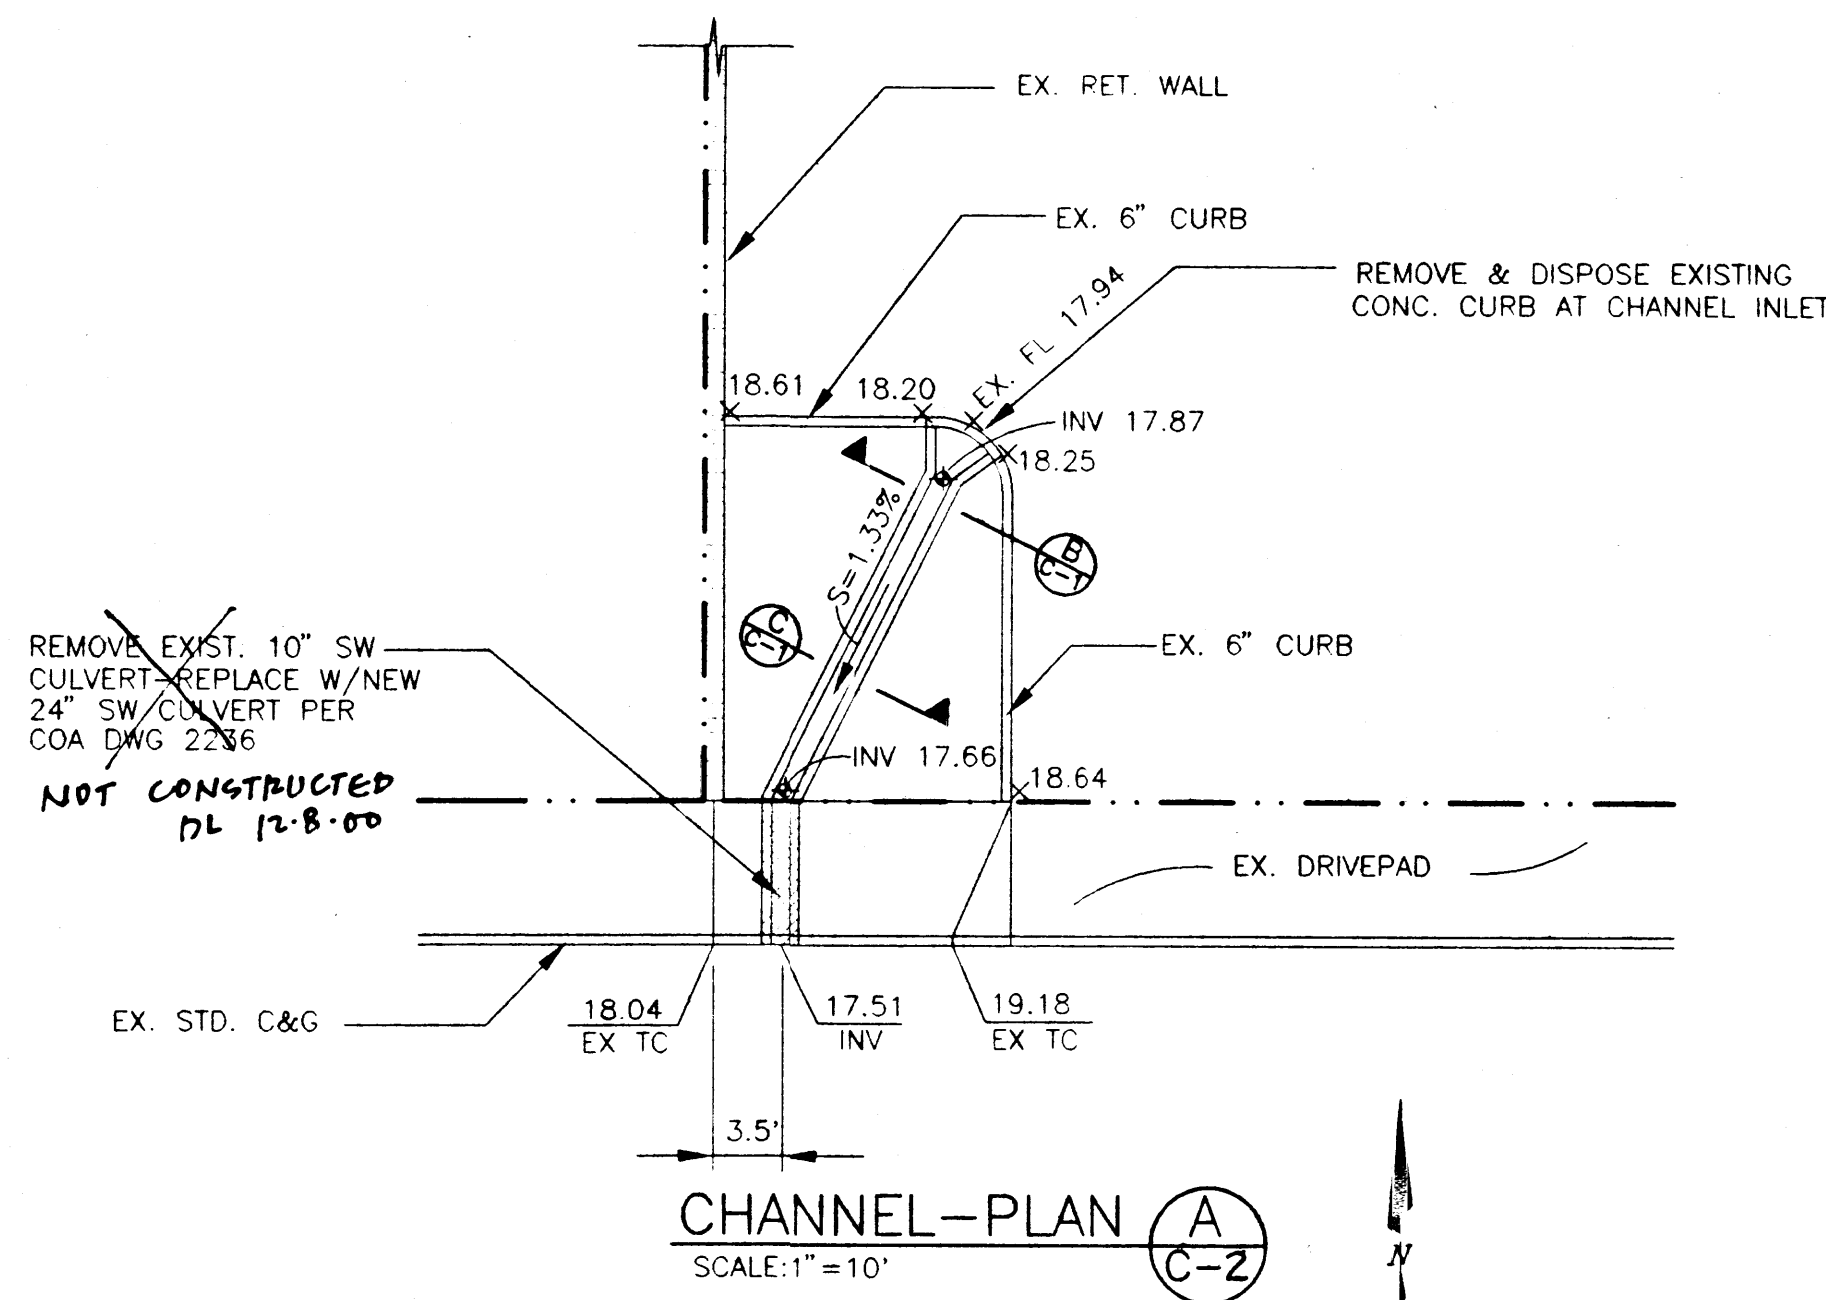 EX. RET. WALL
EX. 6" CURB
REMOVE & DISPOSE EXISTING
CONC. CURB AT CHANNEL INLET
EX. FL 17.94
18.61
18.20
INV 17.87
18.25
S=1.33%
B
C-1
C
C-1
REMOVE EXIST. 10" SW
CULVERT-REPLACE W/NEW
24" SW CULVERT PER
COA DWG 2236
NOT CONSTRUCTED
DL 12.8.00
EX. 6" CURB
INV 17.66
18.64
EX. DRIVEPAD
EX. STD. C&G
18.04
EX TC
17.51
INV
19.18
EX TC
3.5'
CHANNEL-PLAN
A
C-2
SCALE:1"=10'
N